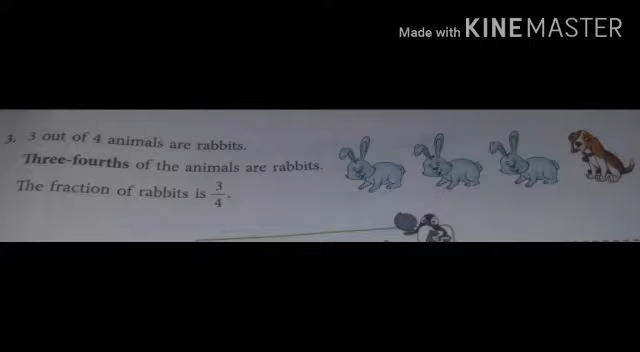 Made with KINEMASTER
3. 3 out of 4 animals are rabbits.
Three-fourths of the animals are rabbits.
The fraction of rabbits is 3/4.